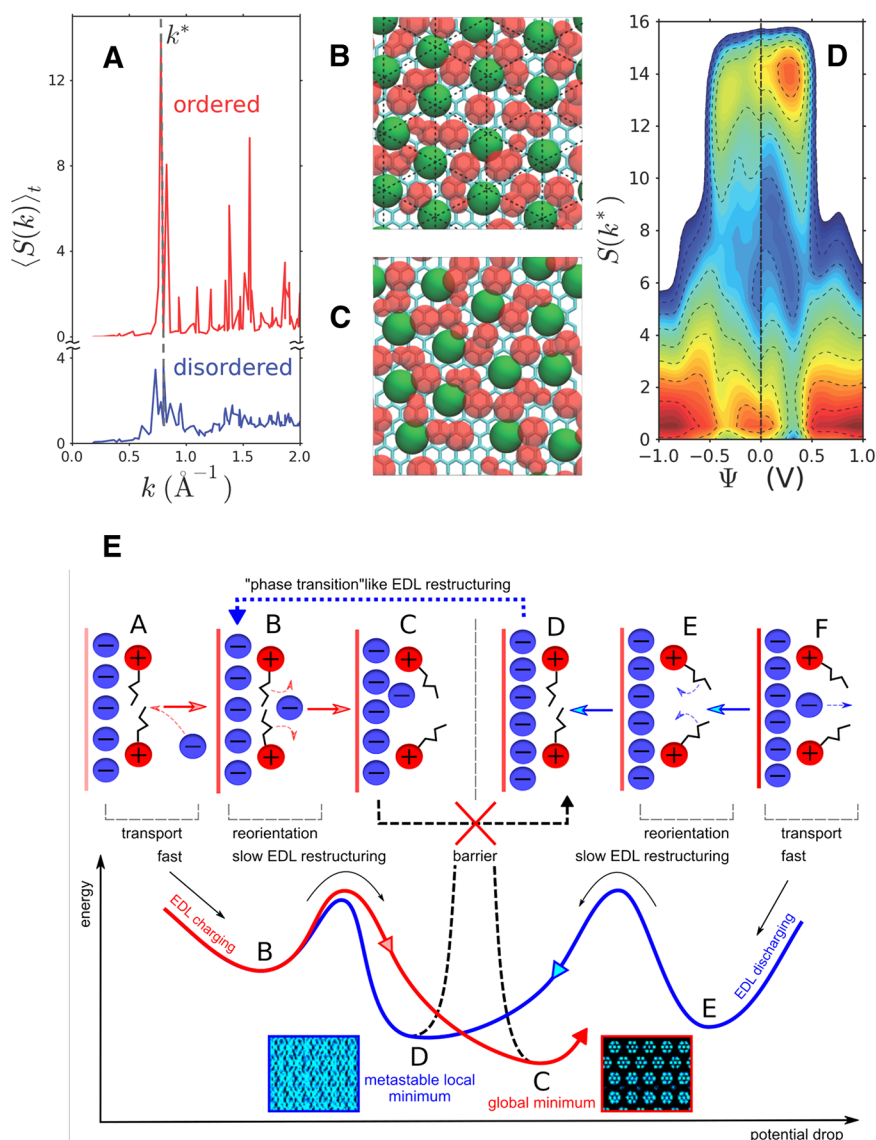 A
k*
ordered
disordered
⟨S(k)⟩t
12
8
4
0
4
0
0.0
0.5
1.0
1.5
2.0
k (Å⁻¹)
B
C
D
S(k*)
16
14
12
10
8
6
4
2
0
−1.0
−0.5
0.0
0.5
1.0
Ψ (V)
E
"phase transition"like EDL restructuring
A
B
C
D
E
F
transport
reorientation
reorientation
transport
fast
slow EDL restructuring
barrier
slow EDL restructuring
fast
energy
EDL charging
EDL discharging
B
E
D
metastable local
minimum
C
global minimum
potential drop